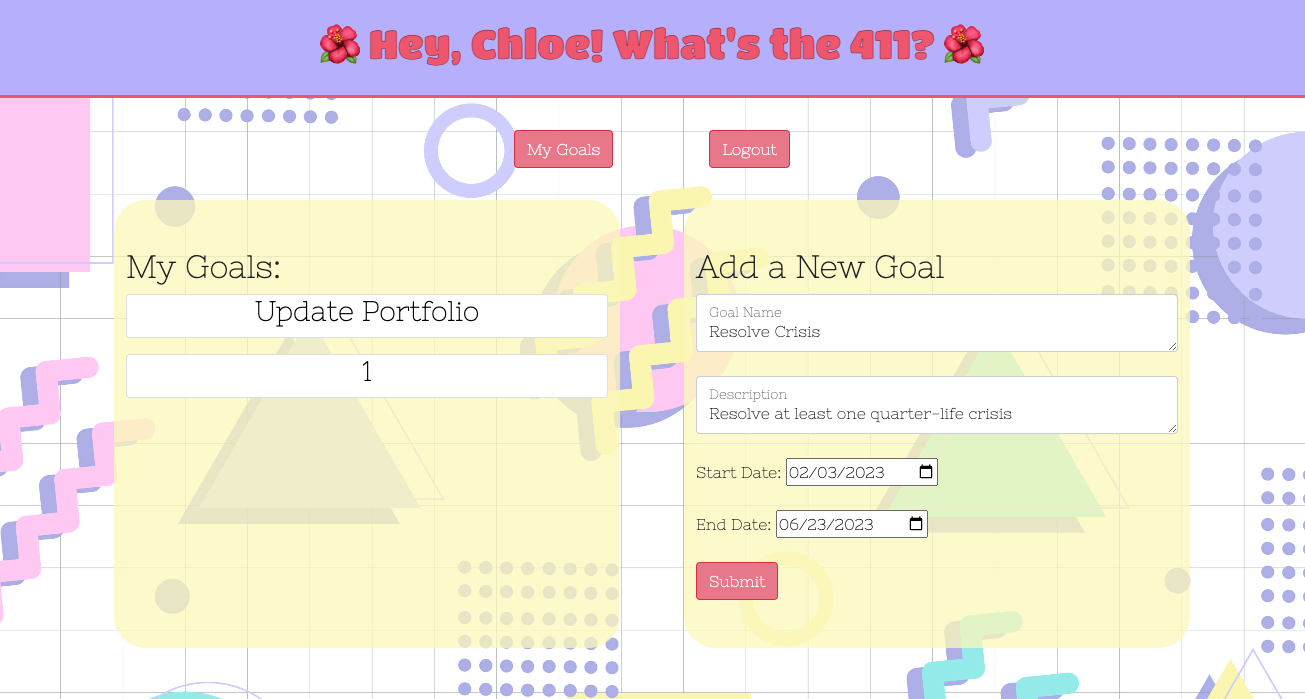 🌺 Hey, Chloe! What's the 411? 🌺
My Goals
Logout
My Goals:
Update Portfolio
1
Add a New Goal
Goal Name
Resolve Crisis
Description
Resolve at least one quarter-life crisis
Start Date: 02/03/2023
End Date: 06/23/2023
Submit